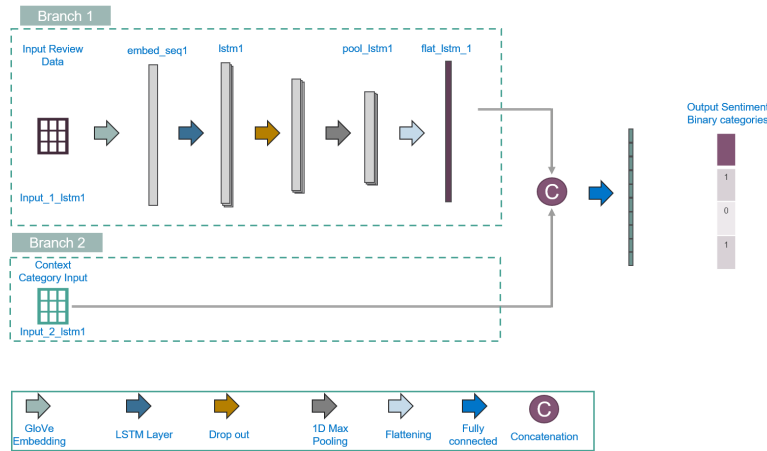 Branch 1
Input Review
Data
embed_seq1
lstm1
pool_lstm1
flat_lstm_1
Input_1_lstm1
Output Sentiment
Binary categories
1
0
1
C
Branch 2
Context
Category Input
Input_2_lstm1
GloVe
Embedding
LSTM Layer
Drop out
1D Max
Pooling
Flattening
Fully
connected
C
Concatenation